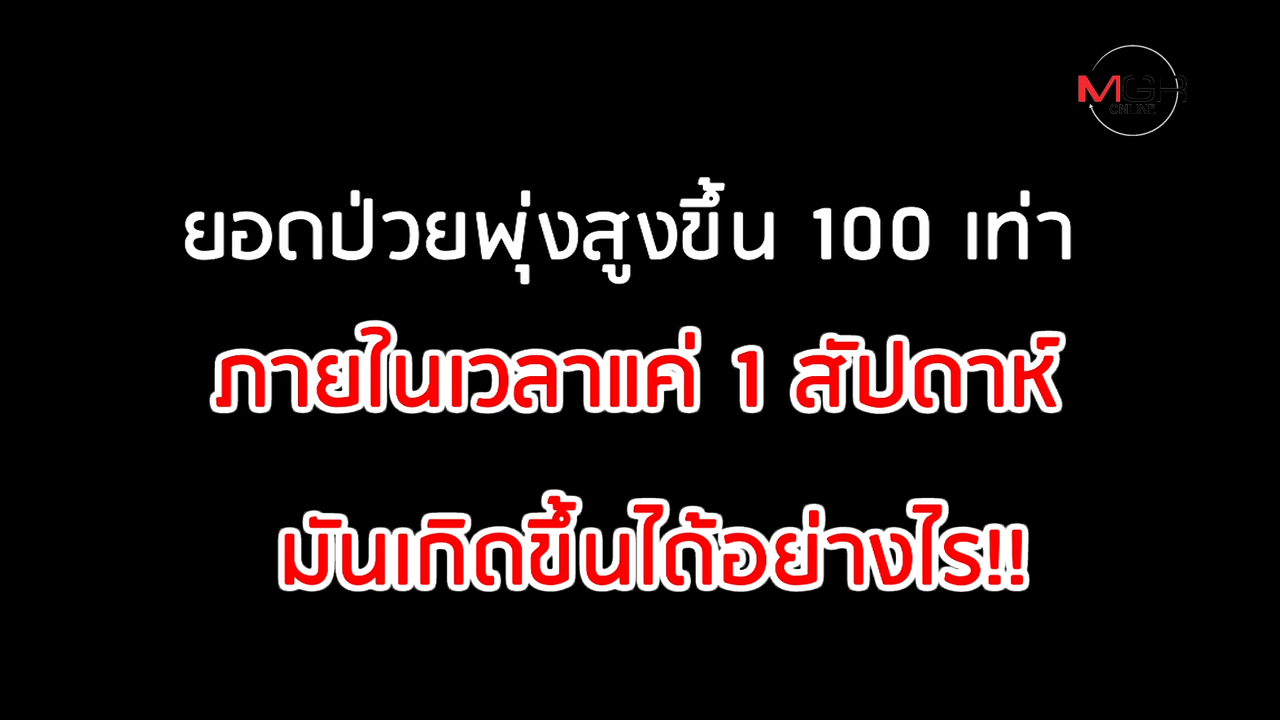 MGR
ONLINE
ยอดป่วยพุ่งสูงขึ้น 100 เท่า
ภายในเวลาแค่ 1 สัปดาห์
มันเกิดขึ้นได้อย่างไร!!